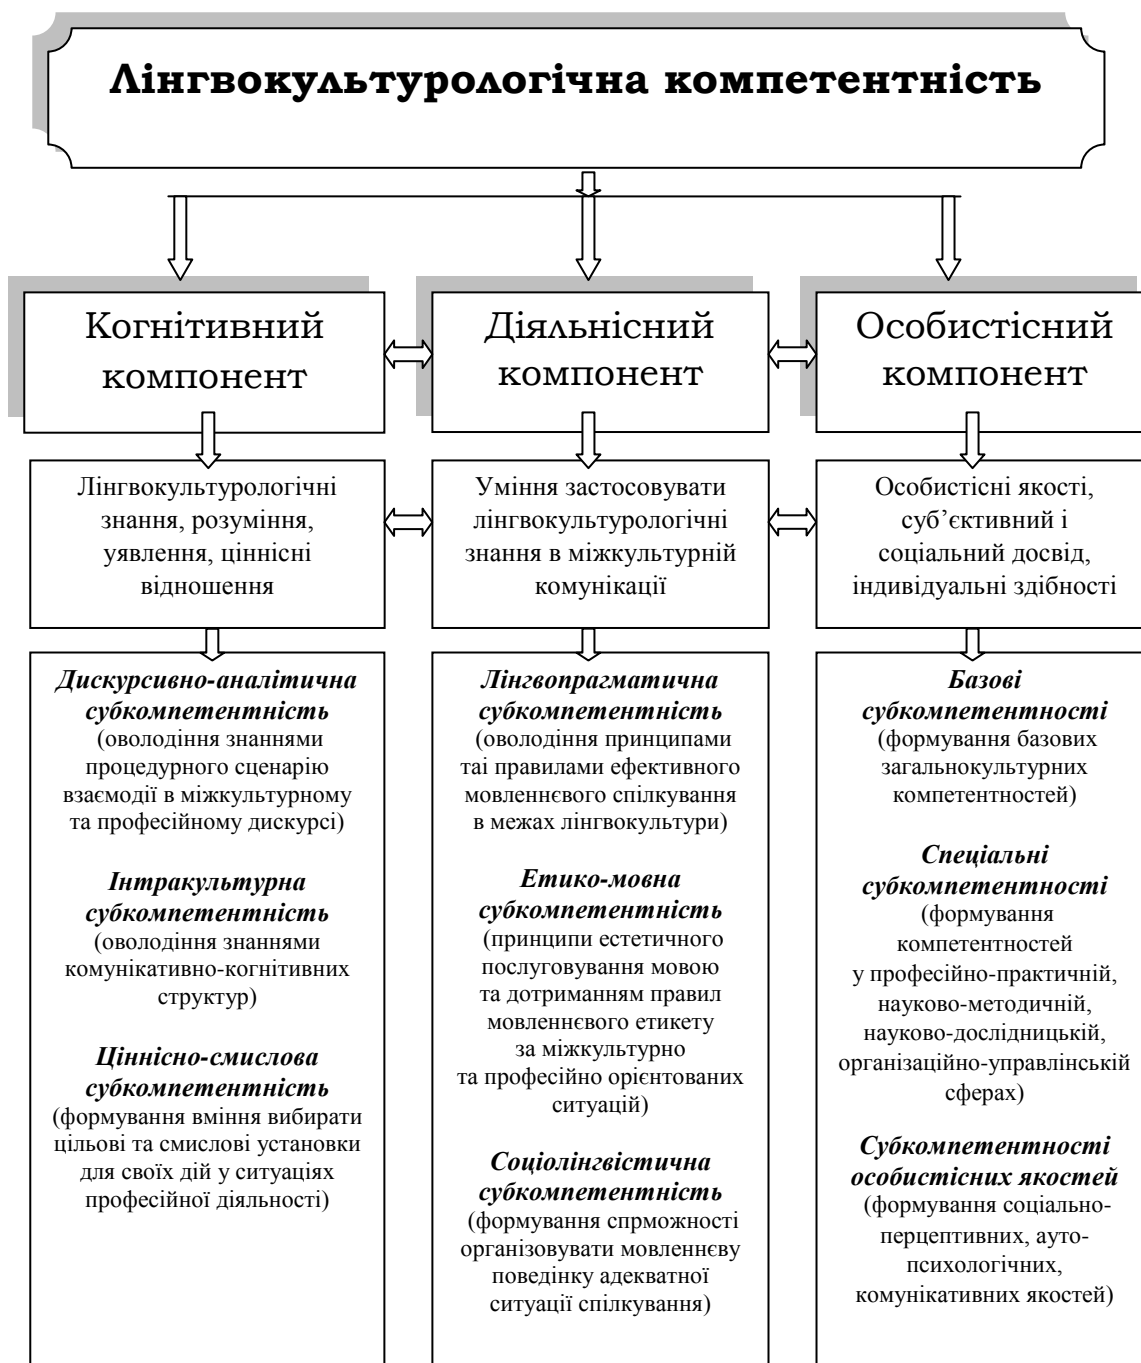 Лінгвокультурологічна компетентність
Когнітивний
компонент
Діяльнісний
компонент
Особистісний
компонент
Лінгвокультурологічні
знання, розуміння,
уявлення, ціннісні
відношення
Уміння застосовувати
лінгвокультурологічні
знання в міжкультурній
комунікації
Особистісні якості,
суб’єктивний і
соціальний досвід,
індивідуальні здібності
Дискурсивно-аналітична
субкомпетентність
(оволодіння знаннями
процедурного сценарію
взаємодії в міжкультурному
та професійному дискурсі)
Інтракультурна
субкомпетентність
(оволодіння знаннями
комунікативно-когнітивних
структур)
Ціннісно-смислова
субкомпетентність
(формування вміння вибирати
цільові та смислові установки
для своїх дій у ситуаціях
професійної діяльності)
Лінгвопрагматична
субкомпетентність
(оволодіння принципами
таі правилами ефективного
мовленнєвого спілкування
в межах лінгвокультури)
Етико-мовна
субкомпетентність
(принципи естетичного
послуговування мовою
та дотриманням правил
мовленнєвого етикету
за міжкультурно
та професійно орієнтованих
ситуацій)
Соціолінгвістична
субкомпетентність
(формування спрможності
організовувати мовленнєву
поведінку адекватної
ситуації спілкування)
Базові
субкомпетентності
(формування базових
загальнокультурних
компетентностей)
Спеціальні
субкомпетентності
(формування
компетентностей
у професійно-практичній,
науково-методичній,
науково-дослідницькій,
організаційно-управлінській
сферах)
Субкомпетентності
особистісних якостей
(формування соціально-
перцептивних, ауто-
психологічних,
комунікативних якостей)